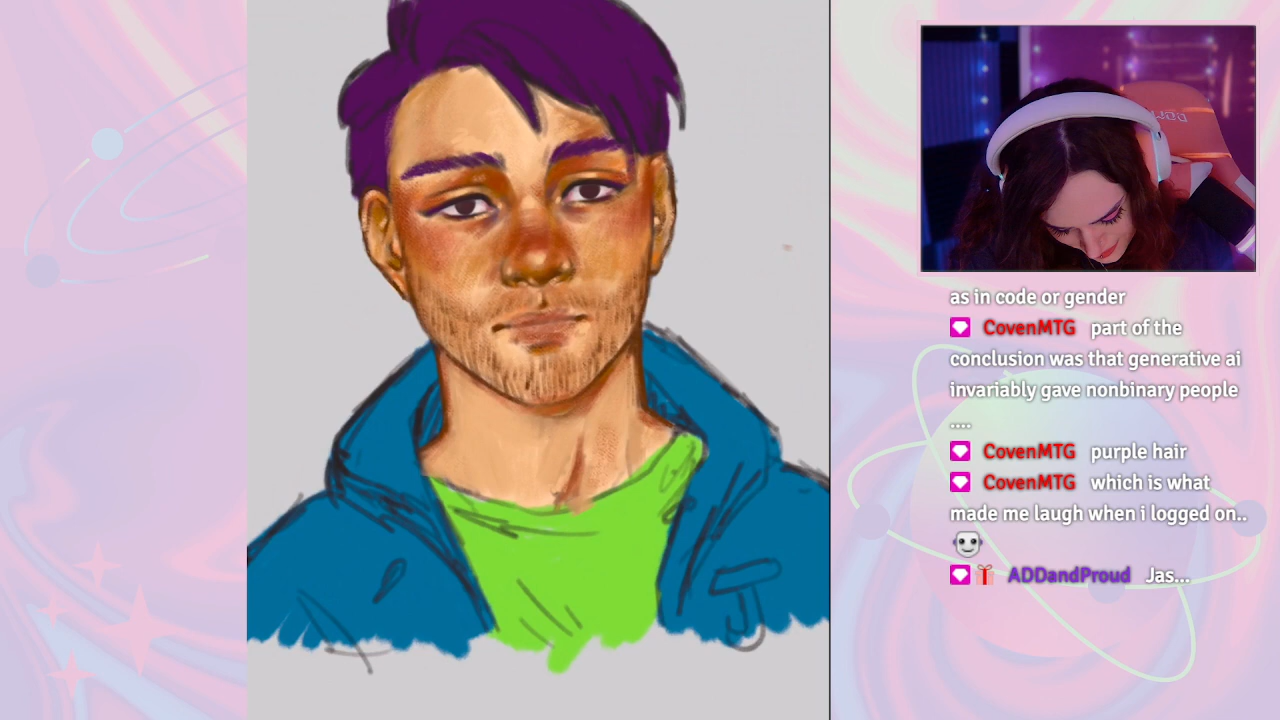 as in code or gender
CovenMTG part of the
conclusion was that generative ai
invariably gave nonbinary people
....
CovenMTG purple hair
CovenMTG which is what
made me laugh when i logged on..
ADDandProud Jas...